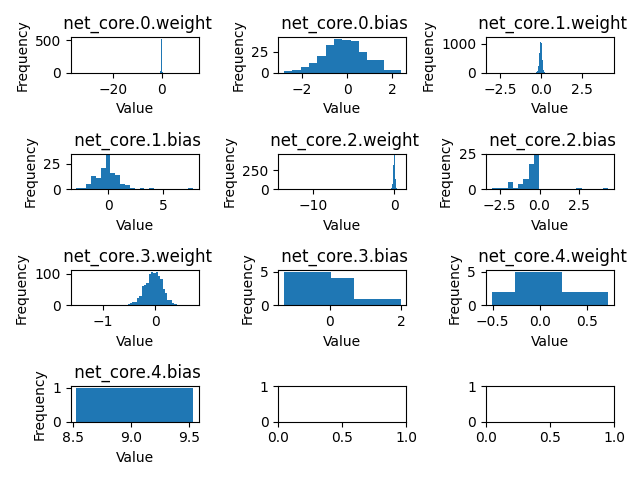 net_core.0.weight
Frequency
500
0
−20
0
Value
net_core.0.bias
Frequency
25
0
−2
0
2
Value
net_core.1.weight
Frequency
1000
0
−2.5
0.0
2.5
Value
net_core.1.bias
Frequency
25
0
0
5
Value
net_core.2.weight
Frequency
250
0
−10
0
Value
net_core.2.bias
Frequency
25
0
−2.5
0.0
2.5
Value
net_core.3.weight
Frequency
100
0
−1
0
Value
net_core.3.bias
Frequency
5
0
0
2
Value
net_core.4.weight
Frequency
5
0
−0.5
0.0
0.5
Value
net_core.4.bias
Frequency
1
0
8.5
9.0
9.5
Value
1
0
0.0
0.5
1.0
1
0
0.0
0.5
1.0